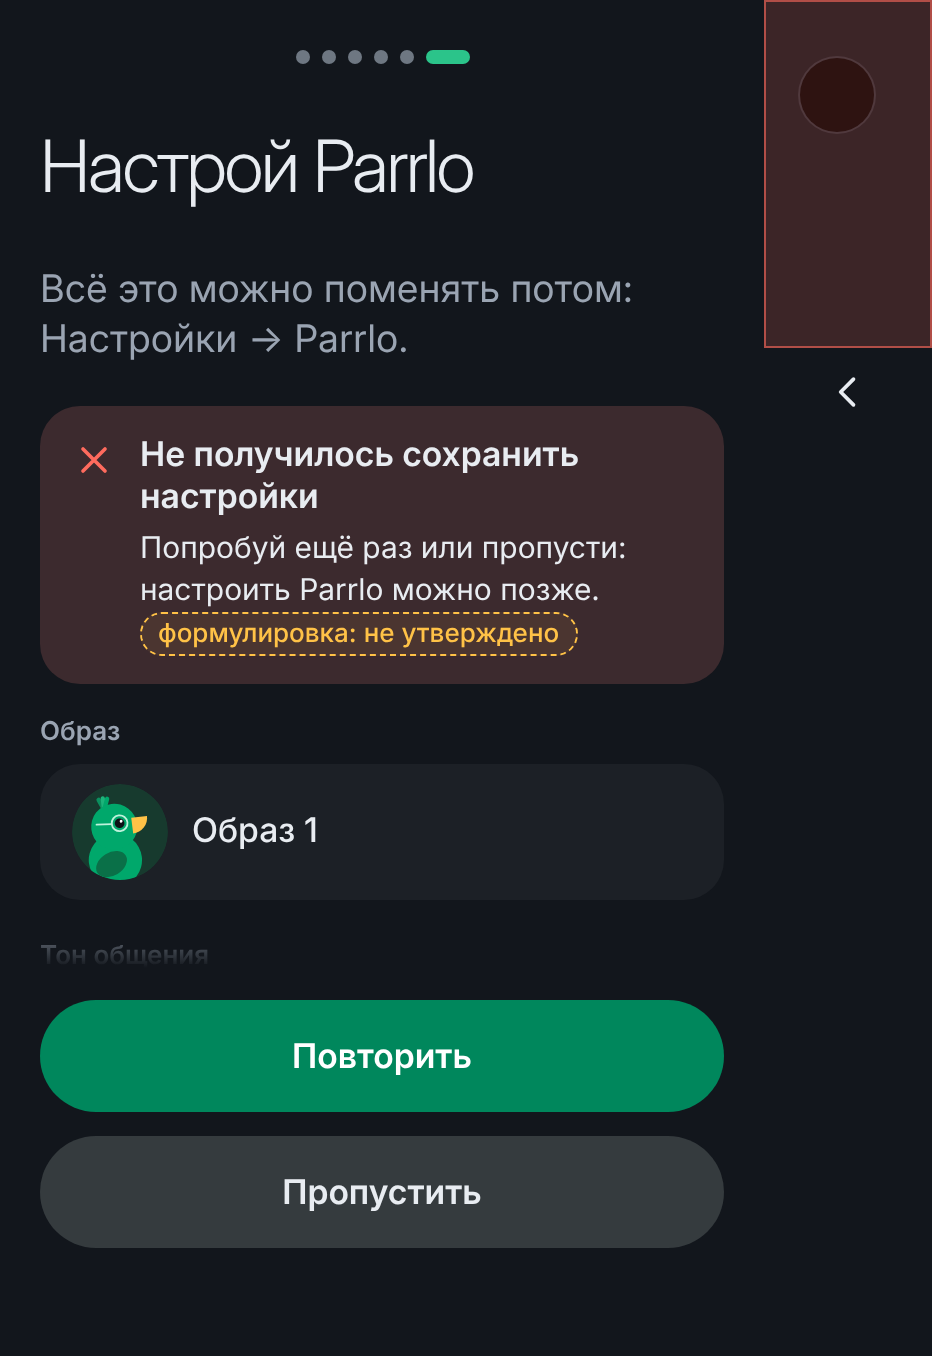 Настрой Parrlo
Всё это можно поменять потом:
Настройки → Parrlo.
Не получилось сохранить
настройки
Попробуй ещё раз или пропусти:
настроить Parrlo можно позже.
формулировка: не утверждено
Образ
Образ 1
Тон общения
Повторить
Пропустить